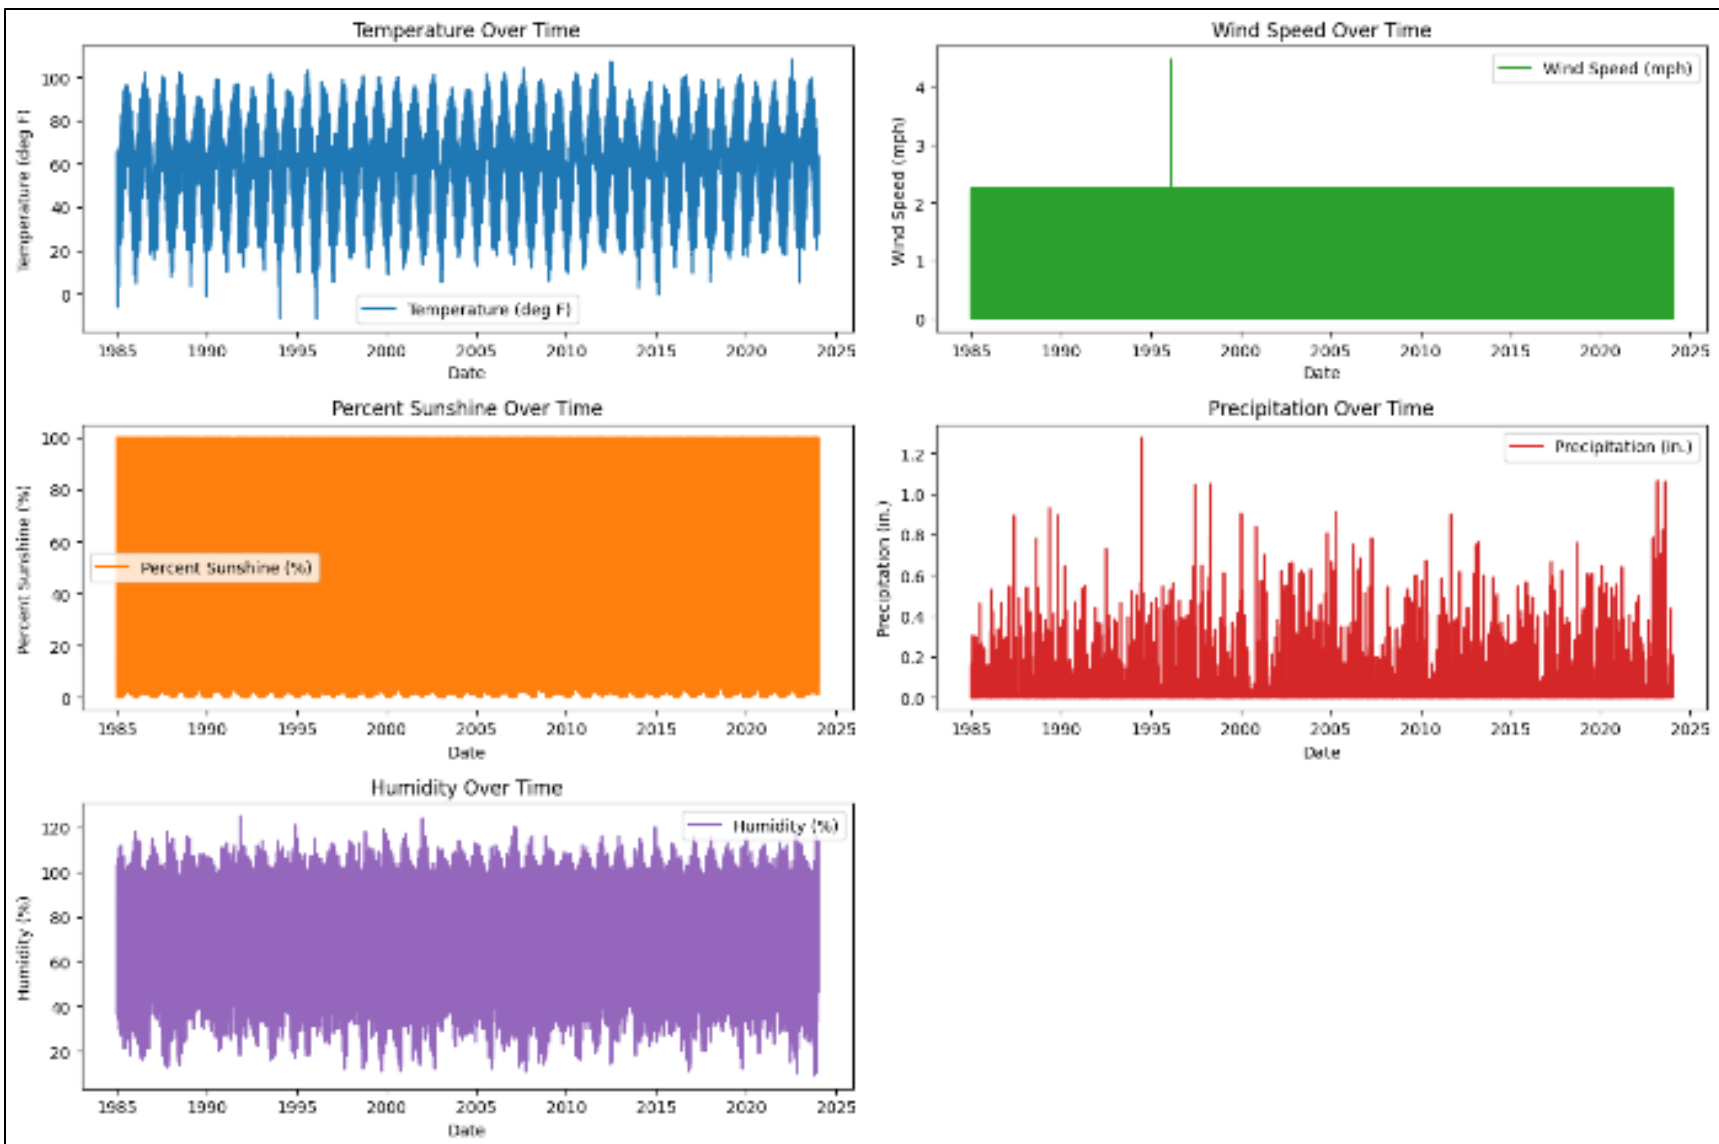 Temperature Over Time
Temperature (deg F)
100
80
60
40
20
0
Temperature (deg F)
1985 1990 1995 2000 2005 2010 2015 2020 2025
Date
Wind Speed Over Time
Wind Speed (mph)
4
3
2
1
0
Wind Speed (mph)
1985 1990 1995 2000 2005 2010 2015 2020 2025
Date
Percent Sunshine Over Time
Percent Sunshine (%)
100
80
60
40
20
0
Percent Sunshine (%)
1985 1990 1995 2000 2005 2010 2015 2020 2025
Date
Precipitation Over Time
Precipitation (in.)
1.2
1.0
0.8
0.6
0.4
0.2
0.0
Precipitation (in.)
1985 1990 1995 2000 2005 2010 2015 2020 2025
Date
Humidity Over Time
Humidity (%)
120
100
80
60
40
20
Humidity (%)
1985 1990 1995 2000 2005 2010 2015 2020 2025
Date